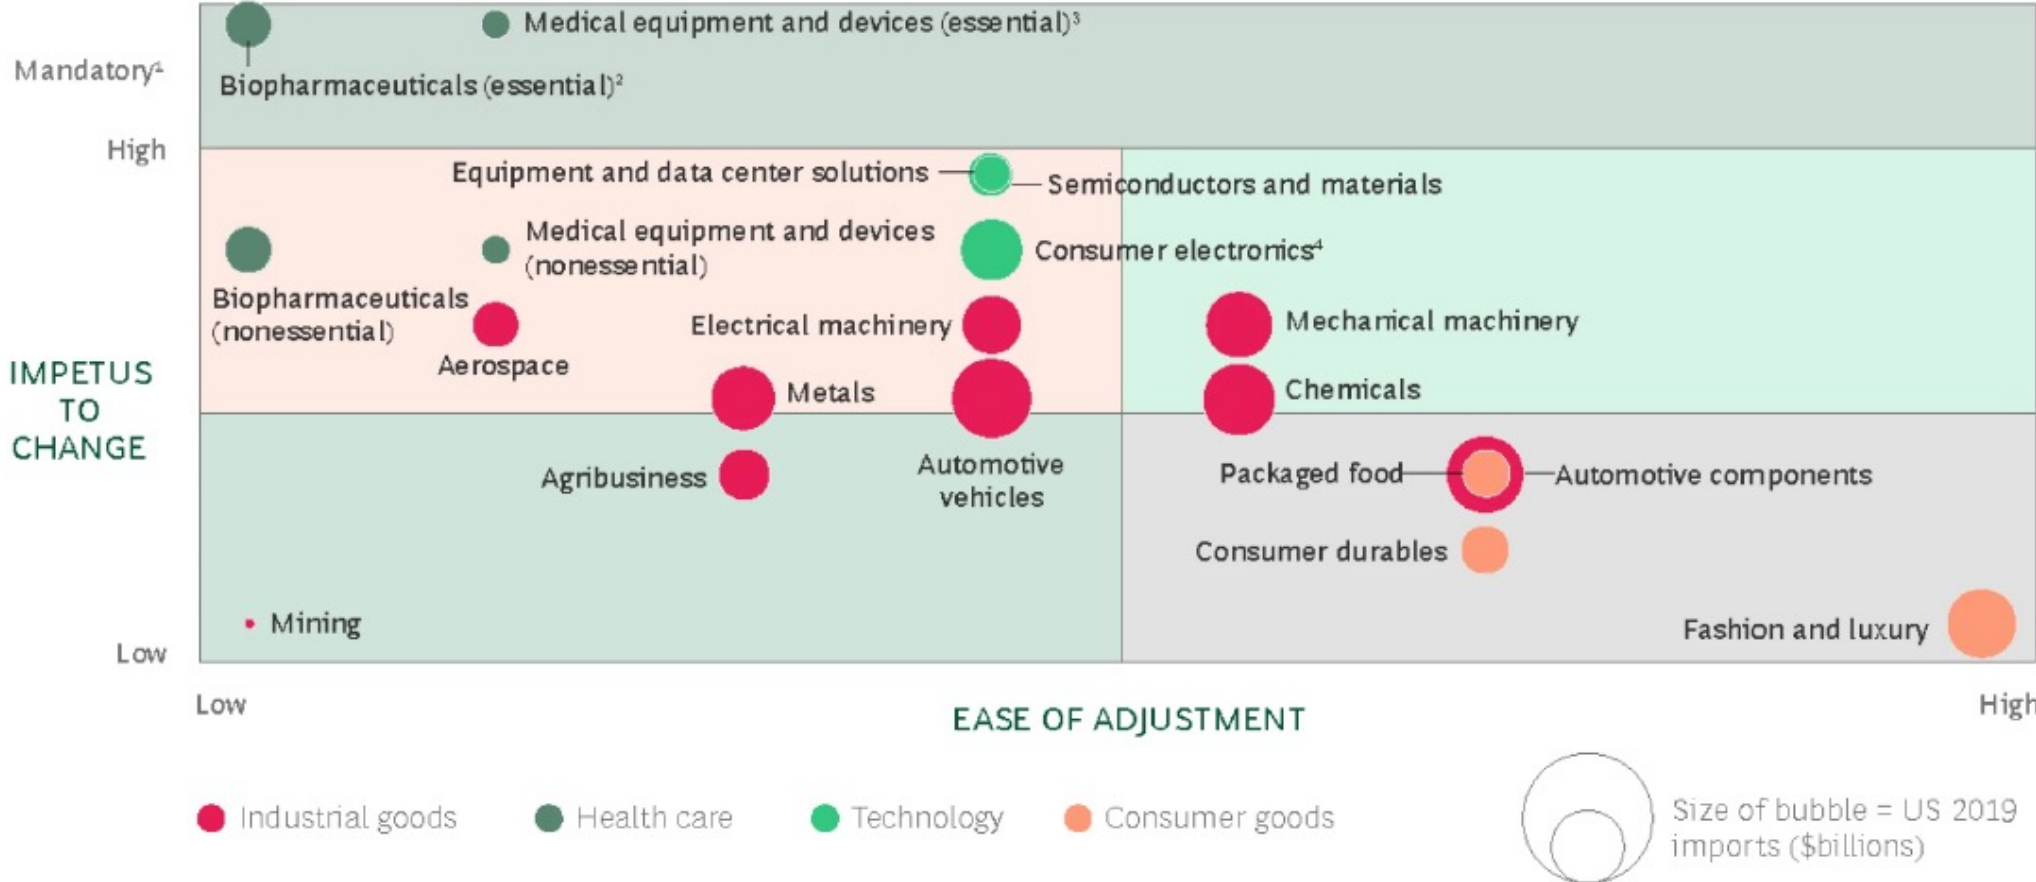 Medical equipment and devices (essential)³
Mandatory¹
Biopharmaceuticals (essential)²
High
Equipment and data center solutions
Semiconductors and materials
Medical equipment and devices
(nonessential)
Consumer electronics⁴
Biopharmaceuticals
(nonessential)
Aerospace
Electrical machinery
Mechanical machinery
IMPETUS
TO
CHANGE
Metals
Chemicals
Agribusiness
Automotive
vehicles
Packaged food
Automotive components
Consumer durables
Mining
Fashion and luxury
Low
Low
EASE OF ADJUSTMENT
High
Industrial goods
Health care
Technology
Consumer goods
Size of bubble = US 2019
imports ($billions)